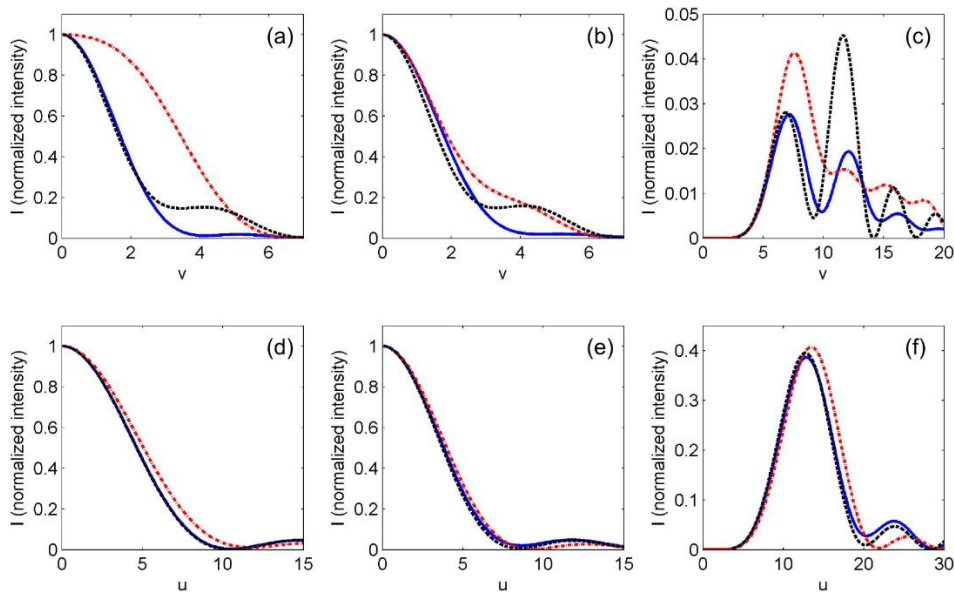 (a)
I (normalized intensity)
1
0.8
0.6
0.4
0.2
0
0 2 4 6
v
(b)
I (normalized intensity)
1
0.8
0.6
0.4
0.2
0
0 2 4 6
v
(c)
I (normalized intensity)
0.05
0.04
0.03
0.02
0.01
0
0 5 10 15 20
v
(d)
I (normalized intensity)
1
0.8
0.6
0.4
0.2
0
0 5 10 15
u
(e)
I (normalized intensity)
1
0.8
0.6
0.4
0.2
0
0 5 10 15
u
(f)
I (normalized intensity)
0.4
0.3
0.2
0.1
0
0 10 20 30
u